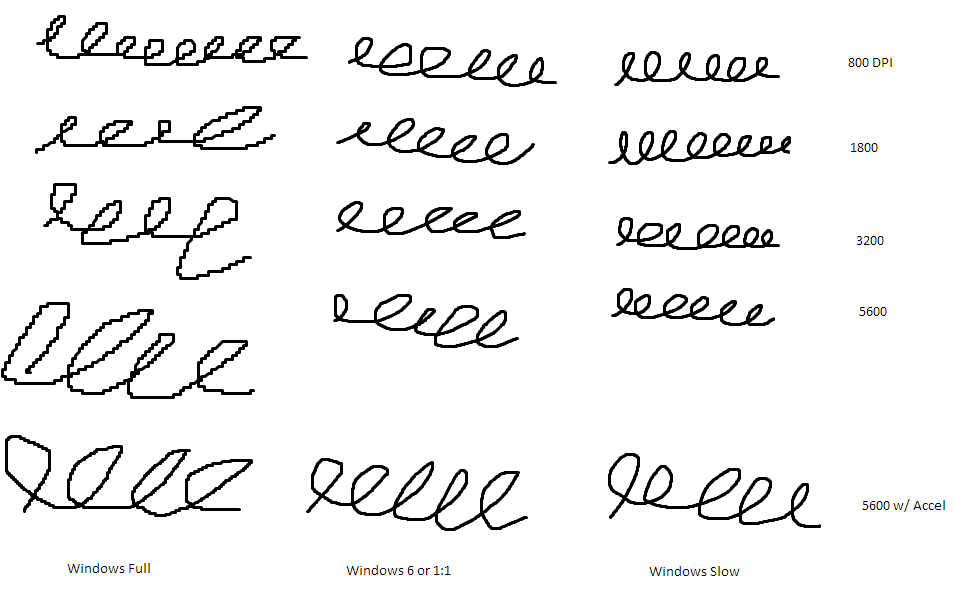 800 DPI
1800
3200
5600
5600 w/ Accel
Windows Full
Windows 6 or 1:1
Windows Slow